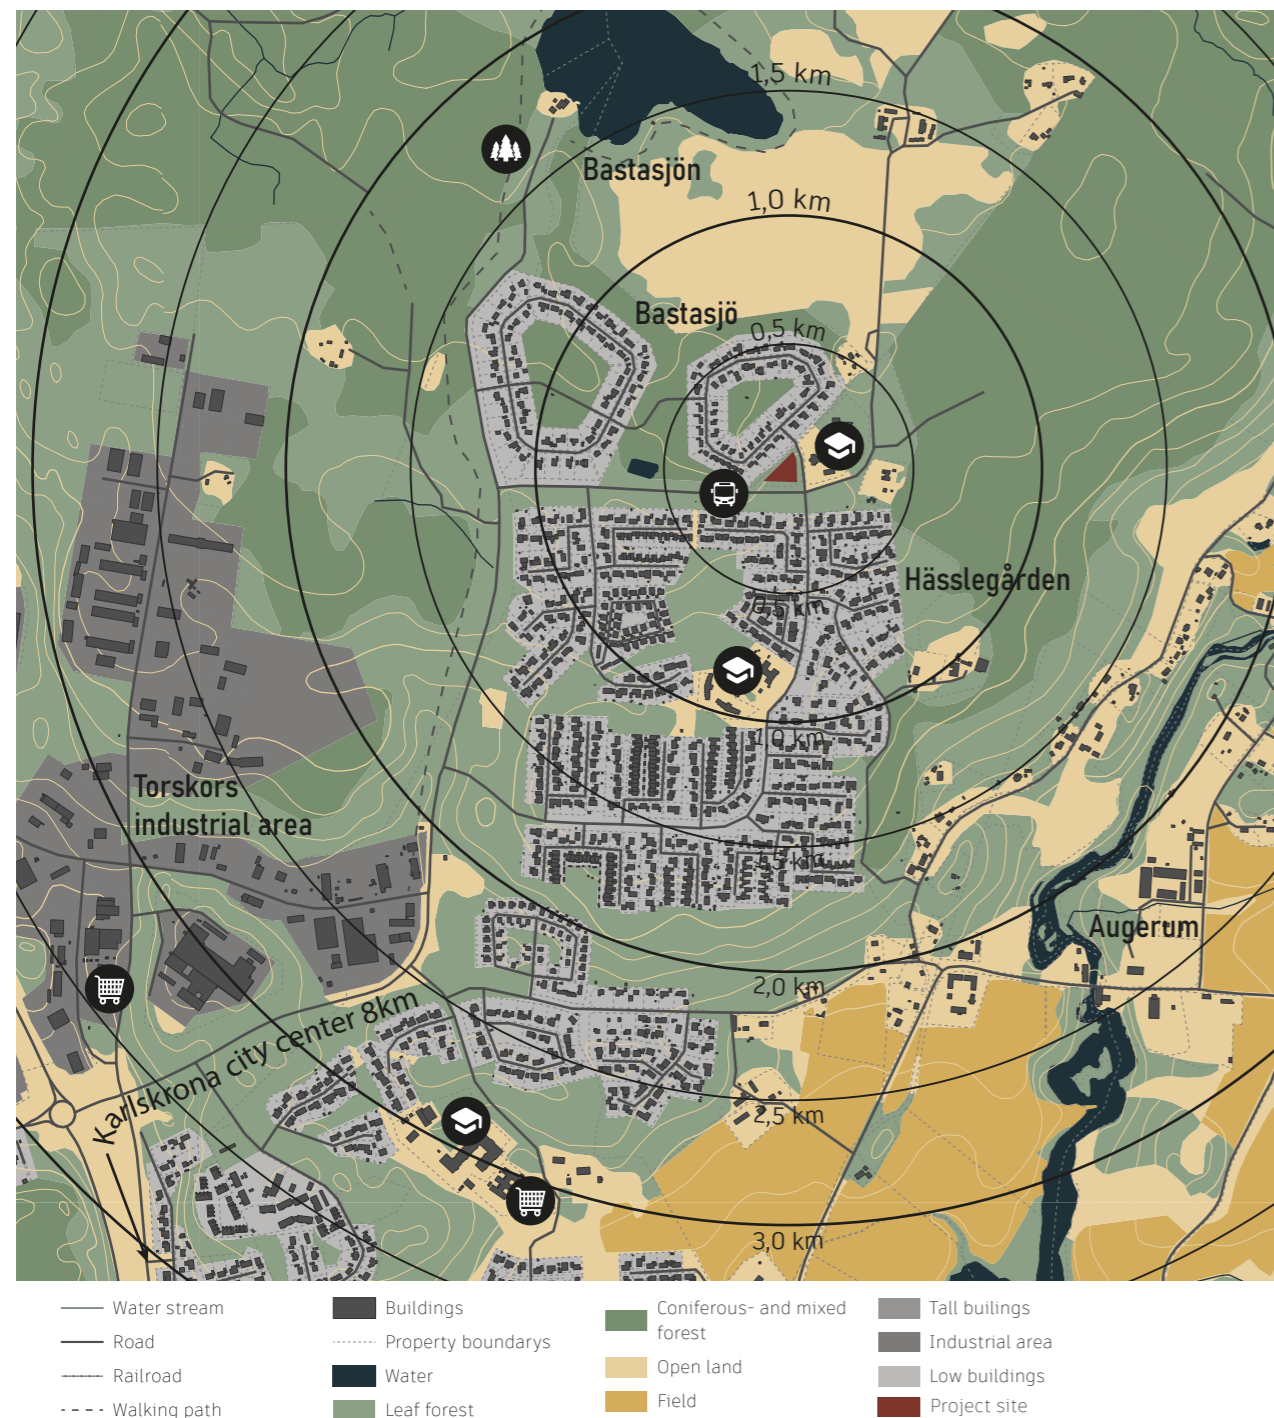 1,5 km
Bastasjön
1,0 km
Bastasjö
0,5 km
Hässlegården
0,5 km
1,0 km
Torskors
industrial area
1,5 km
Augerum
2,0 km
Karlskrona city center 8km
2,5 km
3,0 km
Water stream
Road
Railroad
Walking path
Buildings
Property boundarys
Water
Leaf forest
Coniferous- and mixed
forest
Open land
Field
Tall builings
Industrial area
Low buildings
Project site